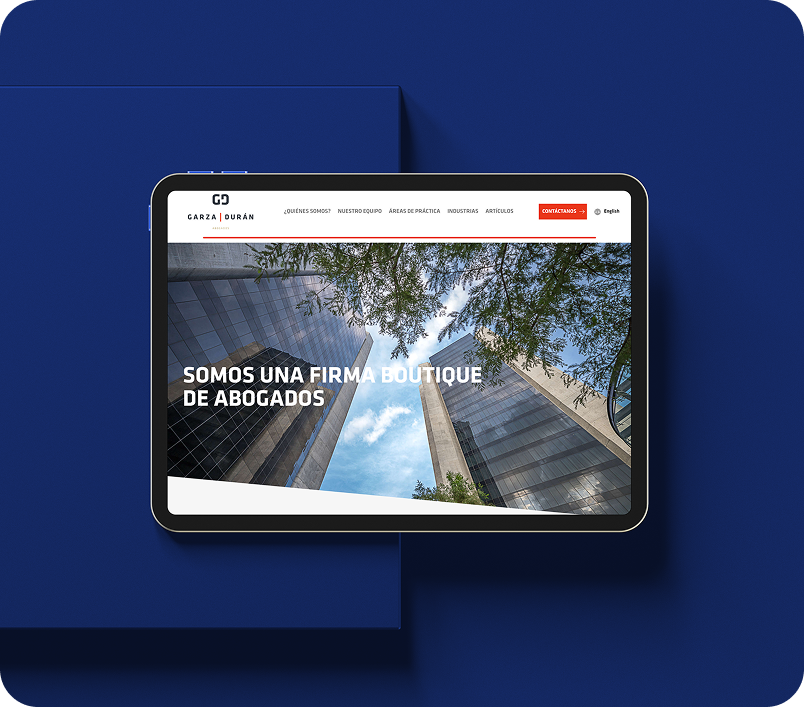 GD
GARZA | DURÁN
¿QUIÉNES SOMOS? NUESTRO EQUIPO ÁREAS DE PRÁCTICA INDUSTRIAS ARTÍCULOS CONTÁCTANOS → English
SOMOS UNA FIRMA BOUTIQUE
DE ABOGADOS